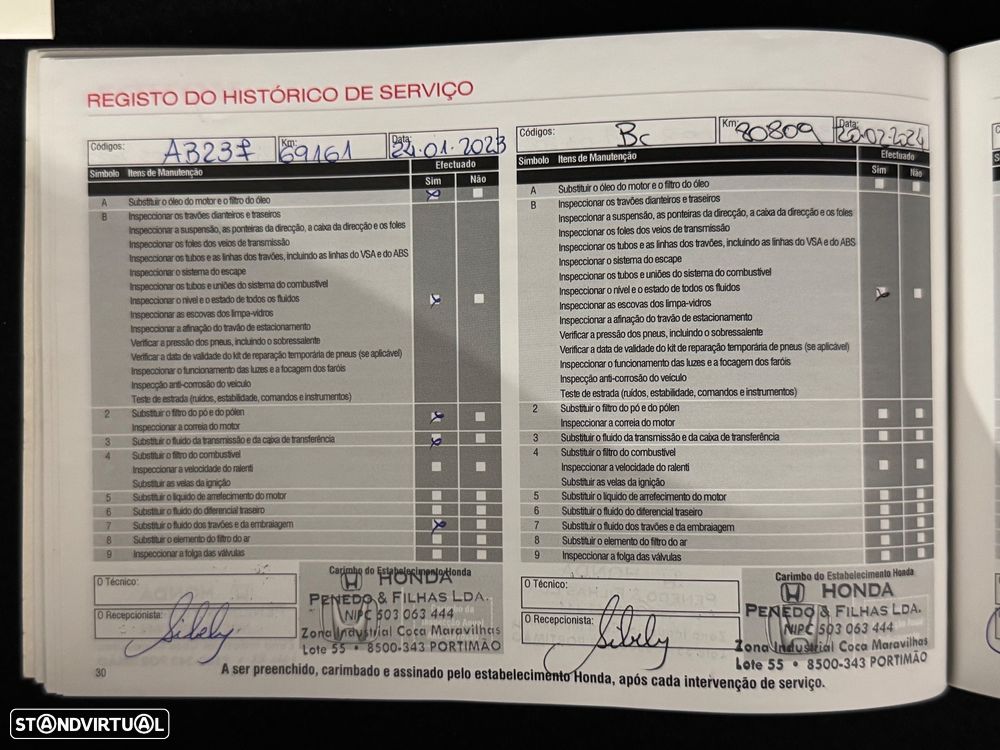 REGISTO DO HISTÓRICO DE SERVIÇO
Códigos: AB237 Km: 69161 Data: 24.01.2023
Símbolo Itens de Manutenção Efectuado
Sim Não
A Substituir o óleo do motor e o filtro do óleo
B Inspeccionar os travões dianteiros e traseiros
Inspeccionar a suspensão, as ponteiras da direcção, a caixa da direcção e os foles
Inspeccionar os foles dos veios de transmissão
Inspeccionar os tubos e as linhas dos travões, incluindo as linhas do VSA e do ABS
Inspeccionar o sistema do escape
Inspeccionar os tubos e uniões do sistema do combustível
Inspeccionar o nível e o estado de todos os fluidos
Inspeccionar as escovas dos limpa-vidros
Inspeccionar a afinação do travão de estacionamento
Verificar a pressão dos pneus, incluindo o sobressalente
Verificar a data de validade do kit de reparação temporária de pneus (se aplicável)
Inspeccionar o funcionamento das luzes e a focagem dos faróis
Inspecção anti-corrosão do veículo
Teste de estrada (ruídos, estabilidade, comandos e instrumentos)
2 Substituir o filtro do pó e do pólen
Inspeccionar a correia do motor
3 Substituir o fluido da transmissão e da caixa de transferência
4 Substituir o filtro do combustível
Inspeccionar a velocidade do ralenti
Substituir as velas da ignição
5 Substituir o líquido de arrefecimento do motor
6 Substituir o fluido do diferencial traseiro
7 Substituir o fluido dos travões e da embraiagem
8 Substituir o elemento do filtro do ar
9 Inspeccionar a folga das válvulas
O Técnico:
O Recepcionista: Sibely
Carimbo do Estabelecimento Honda
HONDA
PENEDO & FILHAS LDA.
NIPC 503 063 444
Zona Industrial Coca Maravilhas
Lote 55 • 8500-343 PORTIMÃO
Códigos: Bc Km: 80809 Data: 20.02.2024
Símbolo Itens de Manutenção Efectuado
Sim Não
A Substituir o óleo do motor e o filtro do óleo
B Inspeccionar os travões dianteiros e traseiros
Inspeccionar a suspensão, as ponteiras da direcção, a caixa da direcção e os foles
Inspeccionar os foles dos veios de transmissão
Inspeccionar os tubos e as linhas dos travões, incluindo as linhas do VSA e do ABS
Inspeccionar o sistema do escape
Inspeccionar os tubos e uniões do sistema do combustível
Inspeccionar o nível e o estado de todos os fluidos
Inspeccionar as escovas dos limpa-vidros
Inspeccionar a afinação do travão de estacionamento
Verificar a pressão dos pneus, incluindo o sobressalente
Verificar a data de validade do kit de reparação temporária de pneus (se aplicável)
Inspeccionar o funcionamento das luzes e a focagem dos faróis
Inspecção anti-corrosão do veículo
Teste de estrada (ruídos, estabilidade, comandos e instrumentos)
2 Substituir o filtro do pó e do pólen
Inspeccionar a correia do motor
3 Substituir o fluido da transmissão e da caixa de transferência
4 Substituir o filtro do combustível
Inspeccionar a velocidade do ralenti
Substituir as velas da ignição
5 Substituir o líquido de arrefecimento do motor
6 Substituir o fluido do diferencial traseiro
7 Substituir o fluido dos travões e da embraiagem
8 Substituir o elemento do filtro do ar
9 Inspeccionar a folga das válvulas
O Técnico:
O Recepcionista: Sibely
Carimbo do Estabelecimento Honda
HONDA
PENEDO & FILHAS LDA.
NIPC 503 063 444
Zona Industrial Coca Maravilhas
Lote 55 • 8500-343 PORTIMÃO
30 A ser preenchido, carimbado e assinado pelo estabelecimento Honda, após cada intervenção de serviço.
STANDVIRTUAL